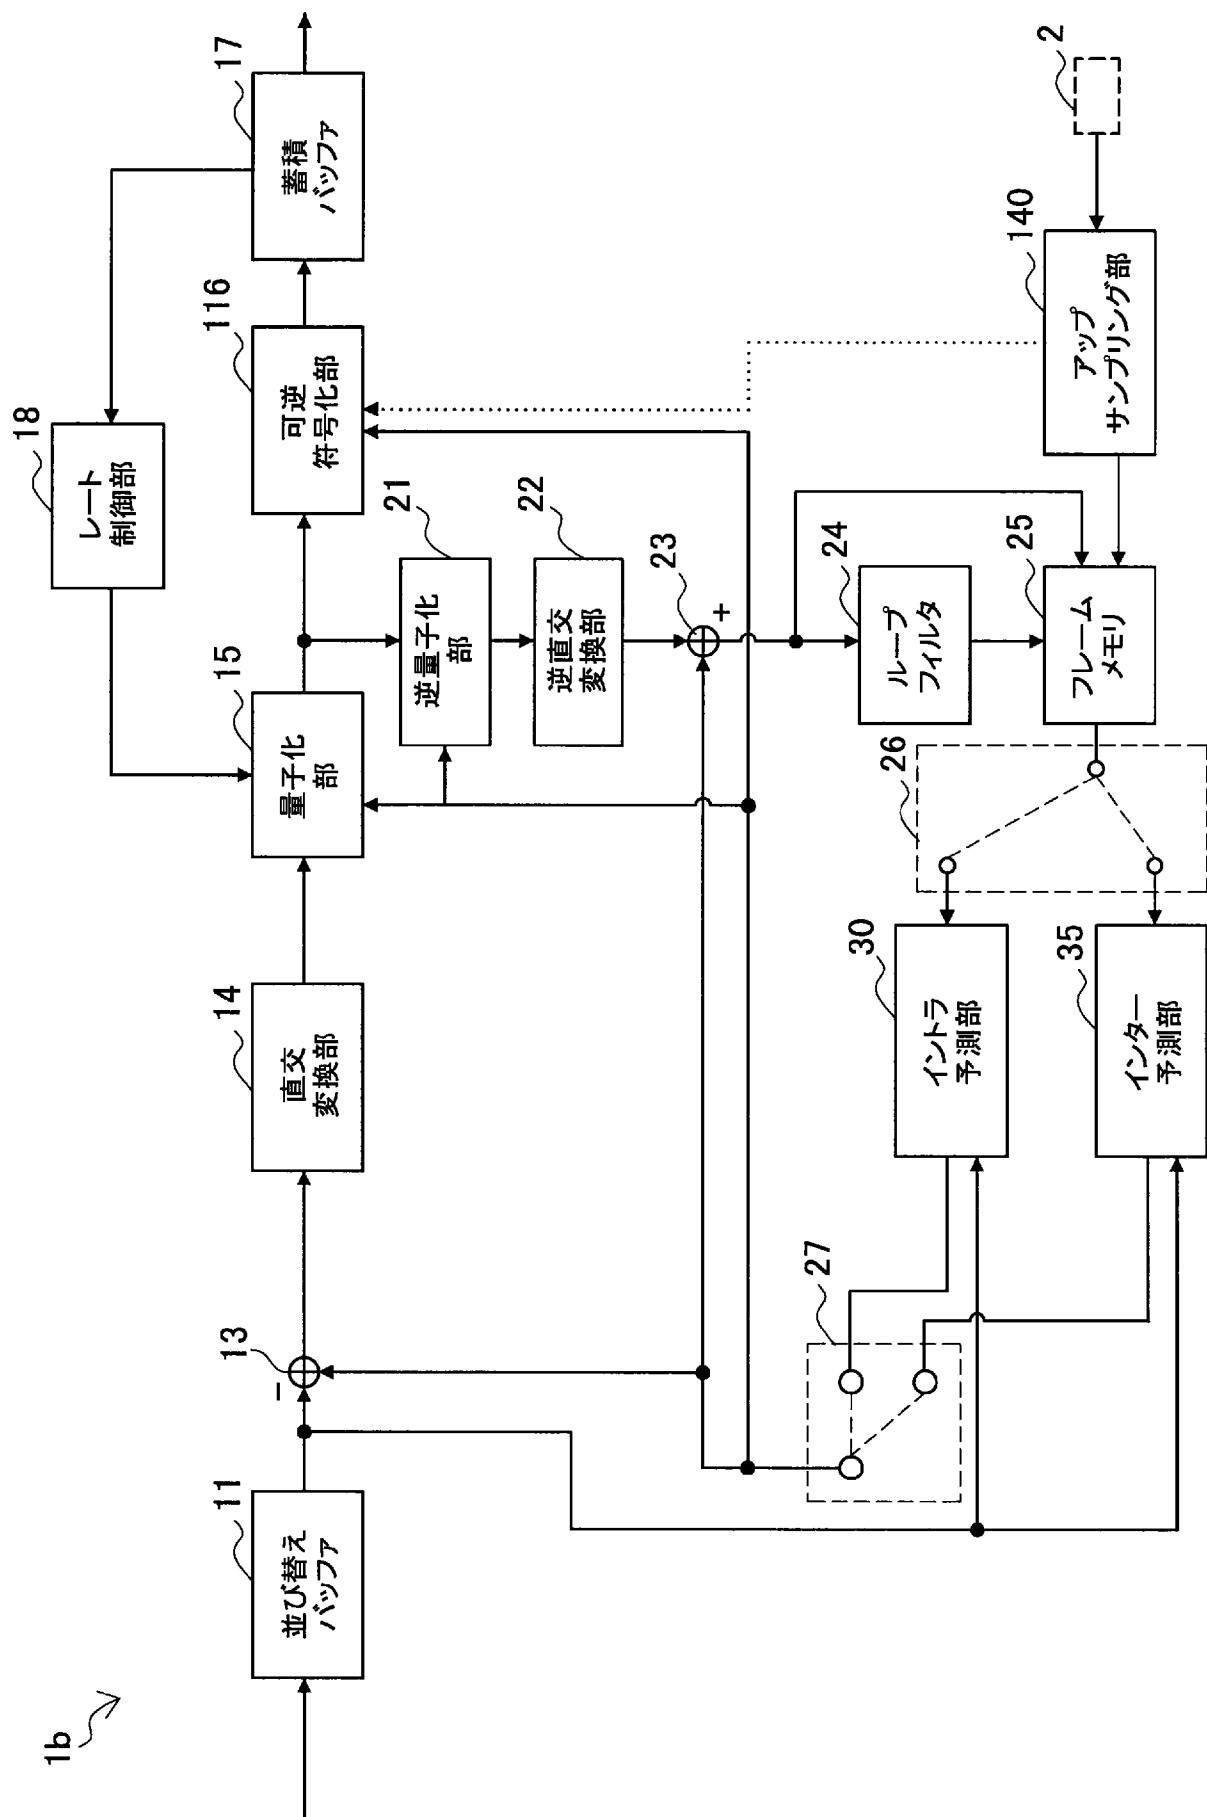 1b
11
並び替え
バッファ
13
-
14
直交
変換部
15
量子化
部
18
レート
制御部
116
可逆
符号化部
17
蓄積
バッファ
21
逆量子化
部
22
逆直交
変換部
23
+
24
ループ
フィルタ
25
フレーム
メモリ
26
27
30
イントラ
予測部
35
インター
予測部
140
アップ
サンプリング部
2